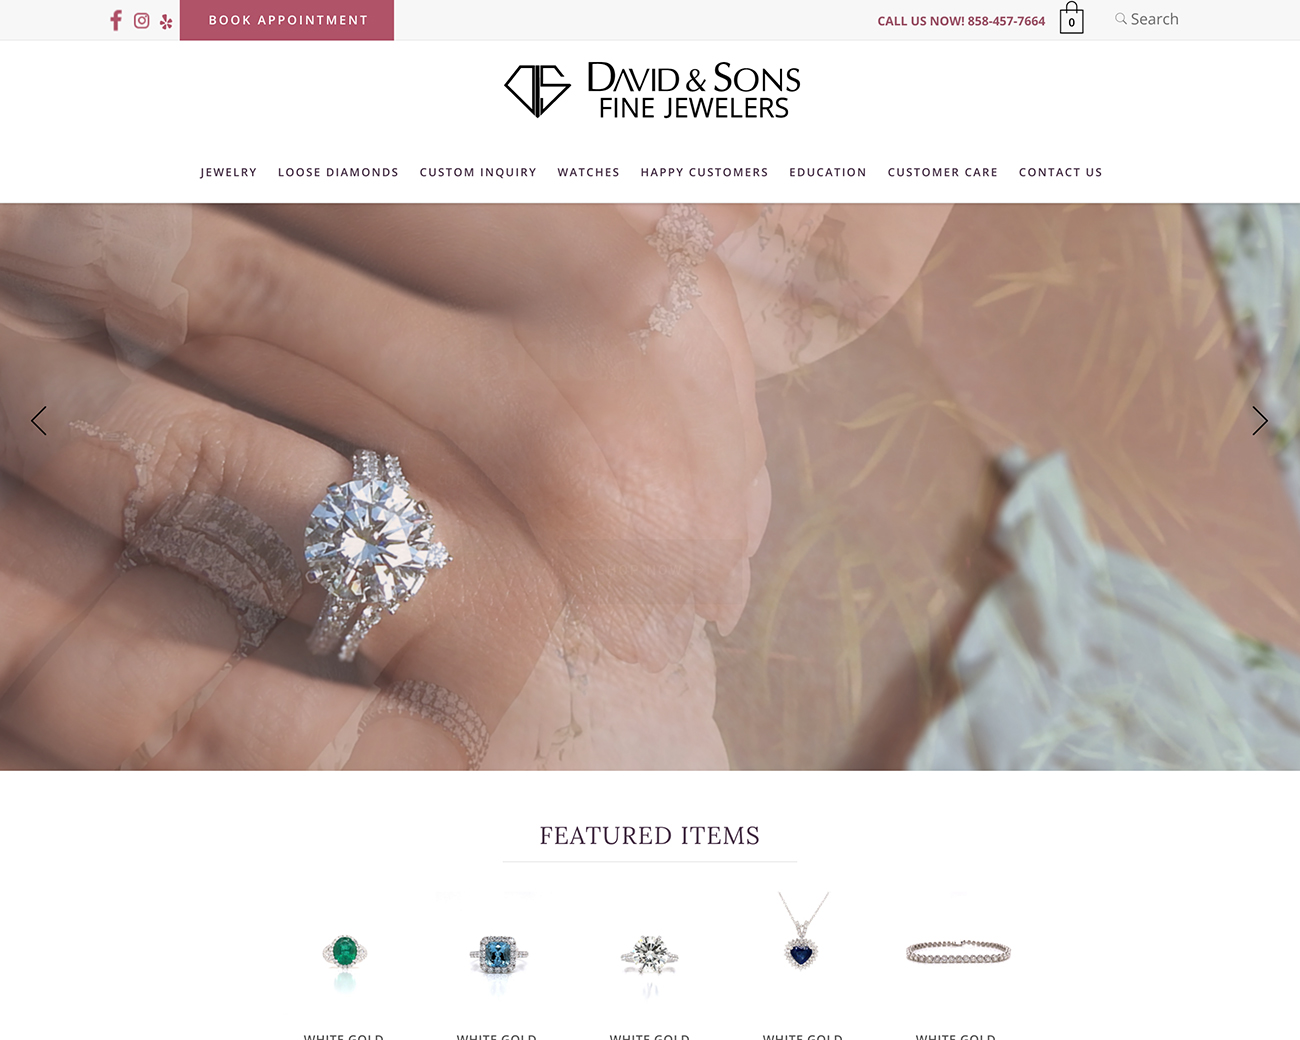 BOOK APPOINTMENT
CALL US NOW! 858-457-7664
0
Search
DAVID & SONS
FINE JEWELERS
JEWELRY
LOOSE DIAMONDS
CUSTOM INQUIRY
WATCHES
HAPPY CUSTOMERS
EDUCATION
CUSTOMER CARE
CONTACT US
FEATURED ITEMS
WHITE GOLD
WHITE GOLD
WHITE GOLD
WHITE GOLD
WHITE GOLD